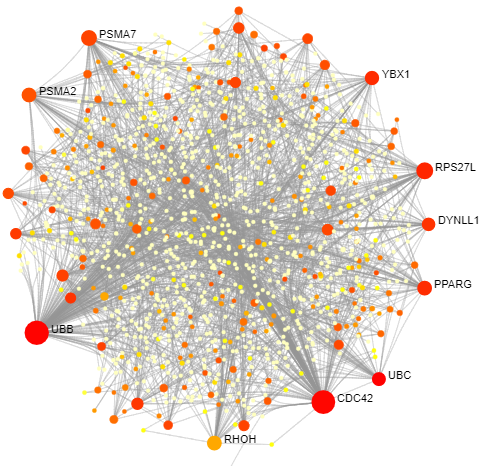 PSMA7
YBX1
PSMA2
RPS27L
DYNLL1
PPARG
UBB
UBC
CDC42
RHOH